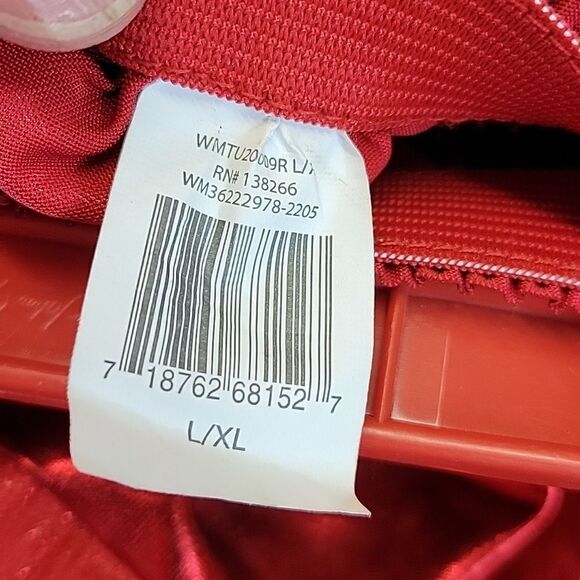 WMTU20009R L/
RN# 138266
WM36222978-2205
7 18762 68152 7
L/XL